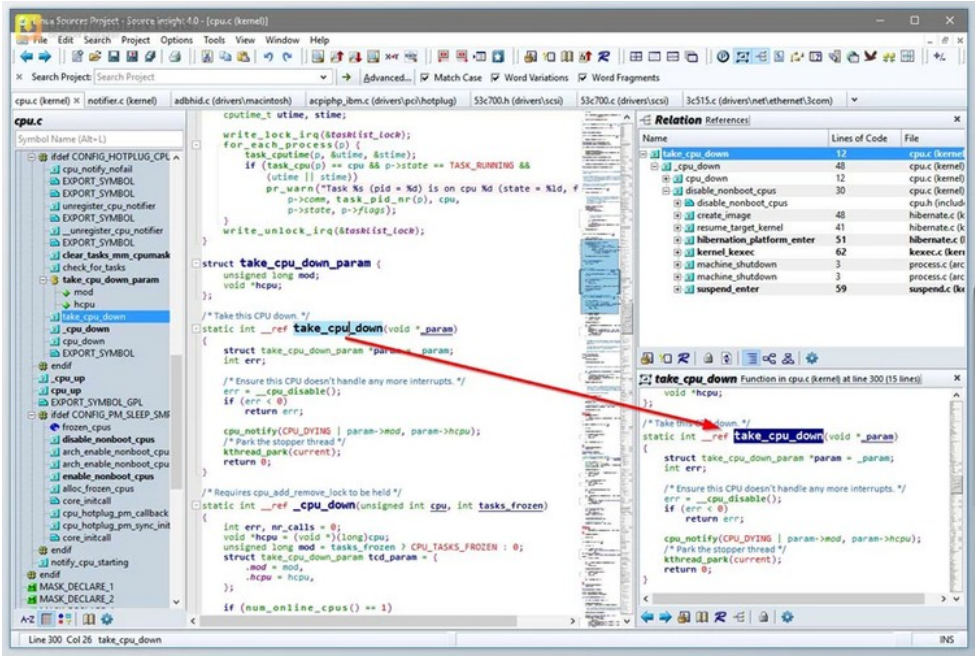 Linux Sources Project - Source Insight 4.0 - [cpu.c (kernel)]
File Edit Search Project Options Tools View Window Help
Search Project: Search Project Advanced... Match Case Word Variations Word Fragments
cpu.c (kernel) × notifier.c (kernel) adbhid.c (drivers\macintosh) acpiphp_ibm.c (drivers\pci\hotplug) 53c700.h (drivers\scsi) 53c700.c (drivers\scsi) 3c515.c (drivers\net\ethernet\3com)
cpu.c
Symbol Name (Alt+L)
ifdef CONFIG_HOTPLUG_CPL
cpu_notify_nofail
EXPORT_SYMBOL
unregister_cpu_notifier
EXPORT_SYMBOL
__unregister_cpu_notifier
EXPORT_SYMBOL
clear_tasks_mm_cpumask
check_for_tasks
take_cpu_down_param
mod
hcpu
take_cpu_down
_cpu_down
cpu_down
EXPORT_SYMBOL
endif
_cpu_up
cpu_up
EXPORT_SYMBOL_GPL
ifdef CONFIG_PM_SLEEP_SMF
frozen_cpus
disable_nonboot_cpus
arch_enable_nonboot_cpu
arch_enable_nonboot_cpu
enable_nonboot_cpus
alloc_frozen_cpus
core_initcall
cpu_hotplug_pm_callback
cpu_hotplug_pm_sync_init
core_initcall
endif
notify_cpu_starting
endif
MASK_DECLARE_1
MASK_DECLARE_2
A-Z
cputime_t utime, stime;
write_lock_irq(&tasklist_lock);
for_each_process(p) {
task_cputime(p, &utime, &stime);
if (task_cpu(p) == cpu && p->state == TASK_RUNNING &&
(utime || stime))
pr_warn("Task %s (pid = %d) is on cpu %d (state = %ld, f
p->comm, task_pid_nr(p), cpu,
p->state, p->flags);
}
write_unlock_irq(&tasklist_lock);
}
struct take_cpu_down_param {
unsigned long mod;
void *hcpu;
};
/* Take this CPU down. */
static int __ref take_cpu_down(void *_param)
{
struct take_cpu_down_param *param = _param;
int err;
/* Ensure this CPU doesn't handle any more interrupts. */
err = __cpu_disable();
if (err < 0)
return err;
cpu_notify(CPU_DYING | param->mod, param->hcpu);
/* Park the stopper thread */
kthread_park(current);
return 0;
}
/* Requires cpu_add_remove_lock to be held */
static int __ref _cpu_down(unsigned int cpu, int tasks_frozen)
{
int err, nr_calls = 0;
void *hcpu = (void *)(long)cpu;
unsigned long mod = tasks_frozen ? CPU_TASKS_FROZEN : 0;
struct take_cpu_down_param tcd_param = {
.mod = mod,
.hcpu = hcpu,
};
if (num_online_cpus() == 1)
Relation References
Name Lines of Code File
take_cpu_down 12 cpu.c (kernel
_cpu_down 48 cpu.c (kernel)
cpu_down 12 cpu.c (kernel)
disable_nonboot_cpus 30 cpu.c (kernel)
disable_nonboot_cpus cpu.h (includ
create_image 48 hibernate.c (k
resume_target_kernel 41 hibernate.c (k
hibernation_platform_enter 51 hibernate.c (
kernel_kexec 62 kexec.c (kerr
machine_shutdown 3 process.c (arc
machine_shutdown 3 process.c (arc
suspend_enter 59 suspend.c (ke
take_cpu_down Function in cpu.c (kernel) at line 300 (15 lines)
void *hcpu;
};
/* Take this CPU down. */
static int __ref take_cpu_down(void *_param)
{
struct take_cpu_down_param *param = _param;
int err;
/* Ensure this CPU doesn't handle any more interrupts. */
err = __cpu_disable();
if (err < 0)
return err;
cpu_notify(CPU_DYING | param->mod, param->hcpu);
/* Park the stopper thread */
kthread_park(current);
return 0;
}
Line 300 Col 26 take_cpu_down INS